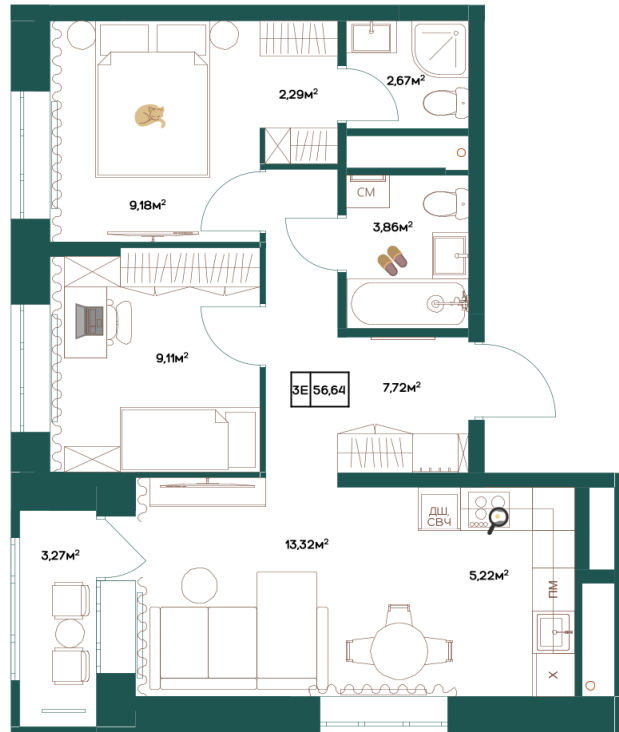 2,29м²
2,67м²
9,18м²
СМ
3,86м²
9,11м²
3Е 56,64
7,72м²
ДШ,
СВЧ
3,27м²
13,32м²
5,22м²
ПМ
Х